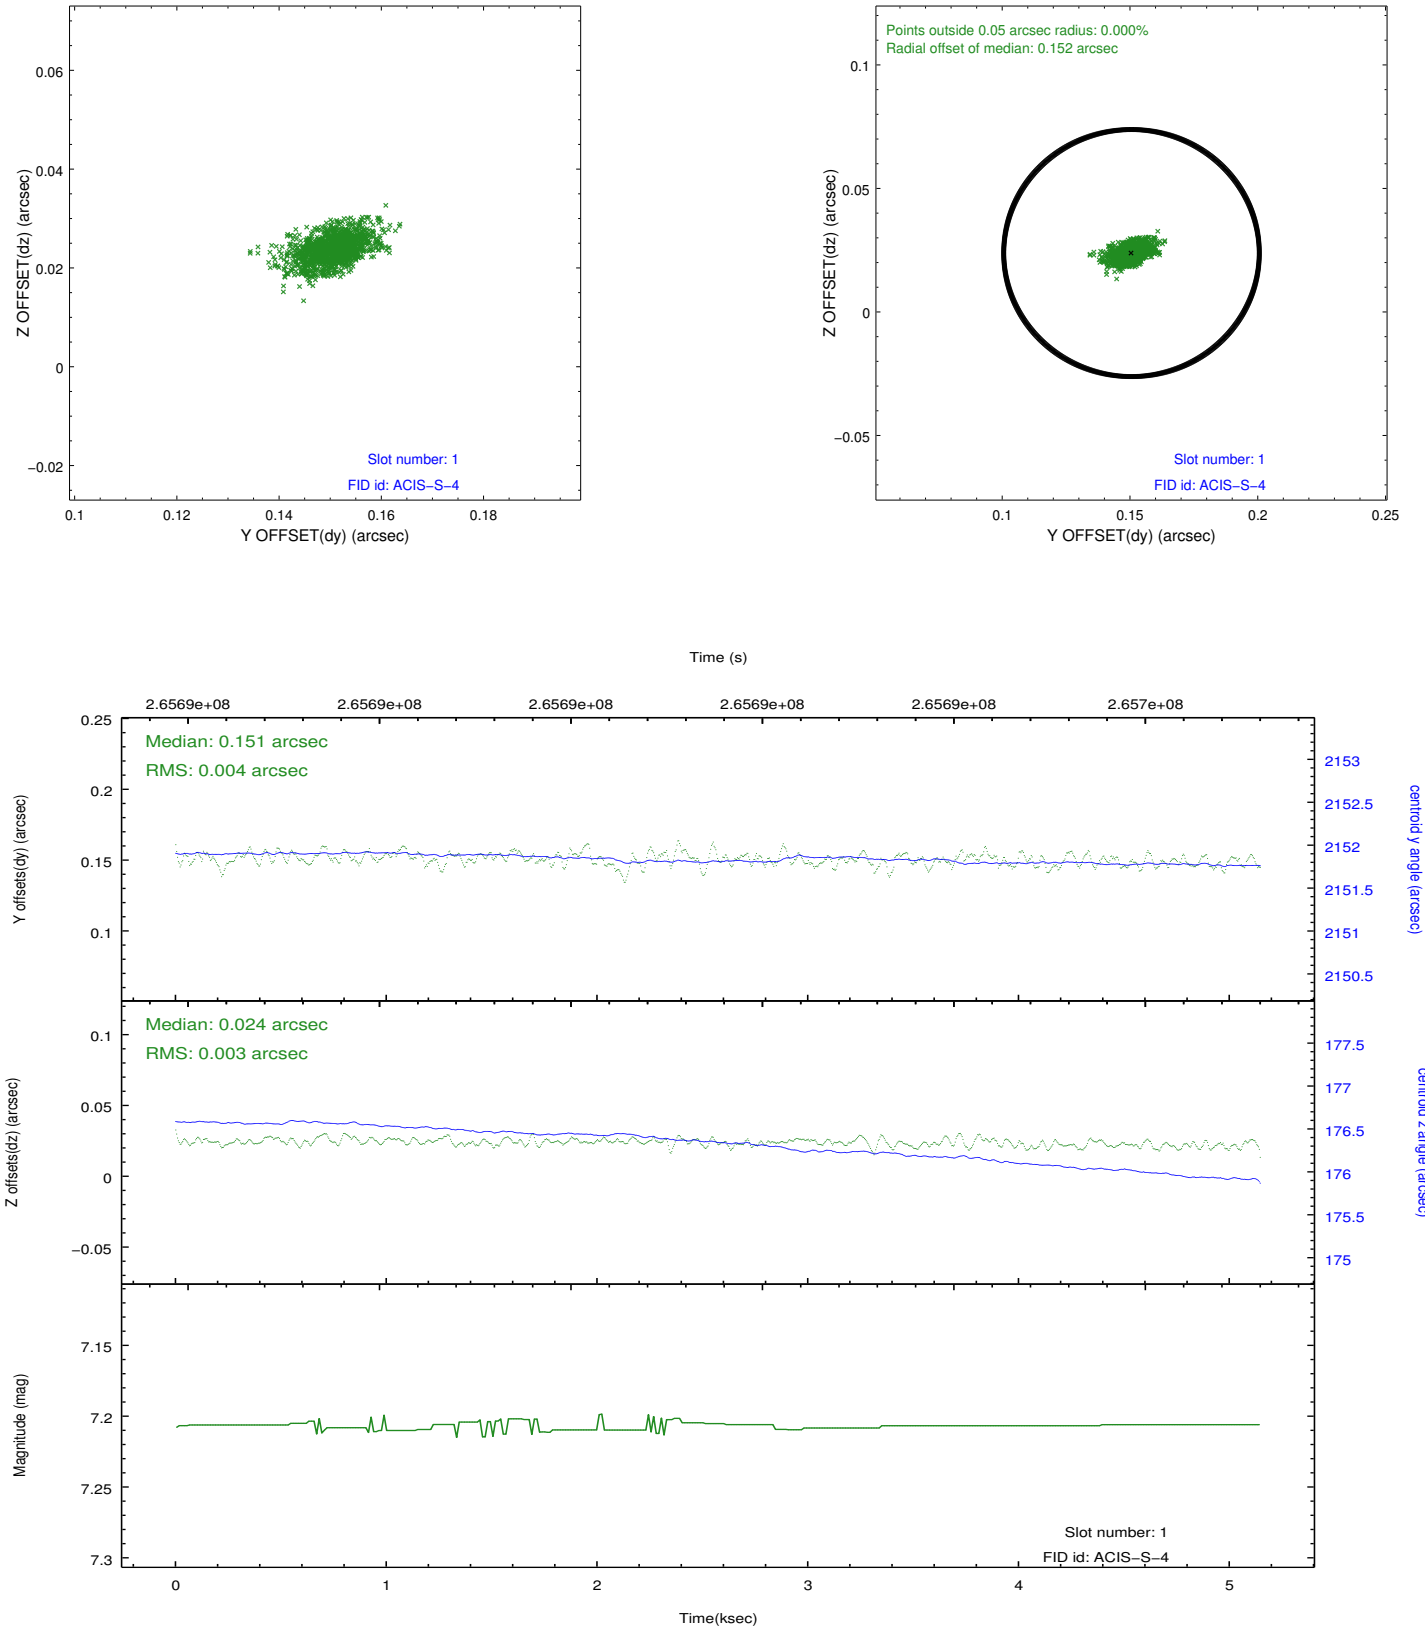 0.06
0.04
0.02
0
−0.02
Z OFFSET(dz) (arcsec)
Slot number: 1
FID id: ACIS−S−4
0.1 0.12 0.14 0.16 0.18
Y OFFSET(dy) (arcsec)
Points outside 0.05 arcsec radius: 0.000%
Radial offset of median: 0.152 arcsec
0.1
0.05
0
−0.05
Z OFFSET(dz) (arcsec)
Slot number: 1
FID id: ACIS−S−4
0.1 0.15 0.2 0.25
Y OFFSET(dy) (arcsec)
Time (s)
2.6569e+08 2.6569e+08 2.6569e+08 2.6569e+08 2.6569e+08 2.657e+08
Median: 0.151 arcsec
RMS: 0.004 arcsec
0.25
0.2
0.15
0.1
Y offsets(dy) (arcsec)
2153
2152.5
2152
2151.5
2151
2150.5
centroid y angle (arcsec)
Median: 0.024 arcsec
RMS: 0.003 arcsec
0.1
0.05
0
−0.05
Z offsets(dz) (arcsec)
177.5
177
176.5
176
175.5
175
centroid z angle (arcsec)
7.15
7.2
7.25
7.3
Magnitude (mag)
Slot number: 1
FID id: ACIS−S−4
0 1 2 3 4 5
Time(ksec)